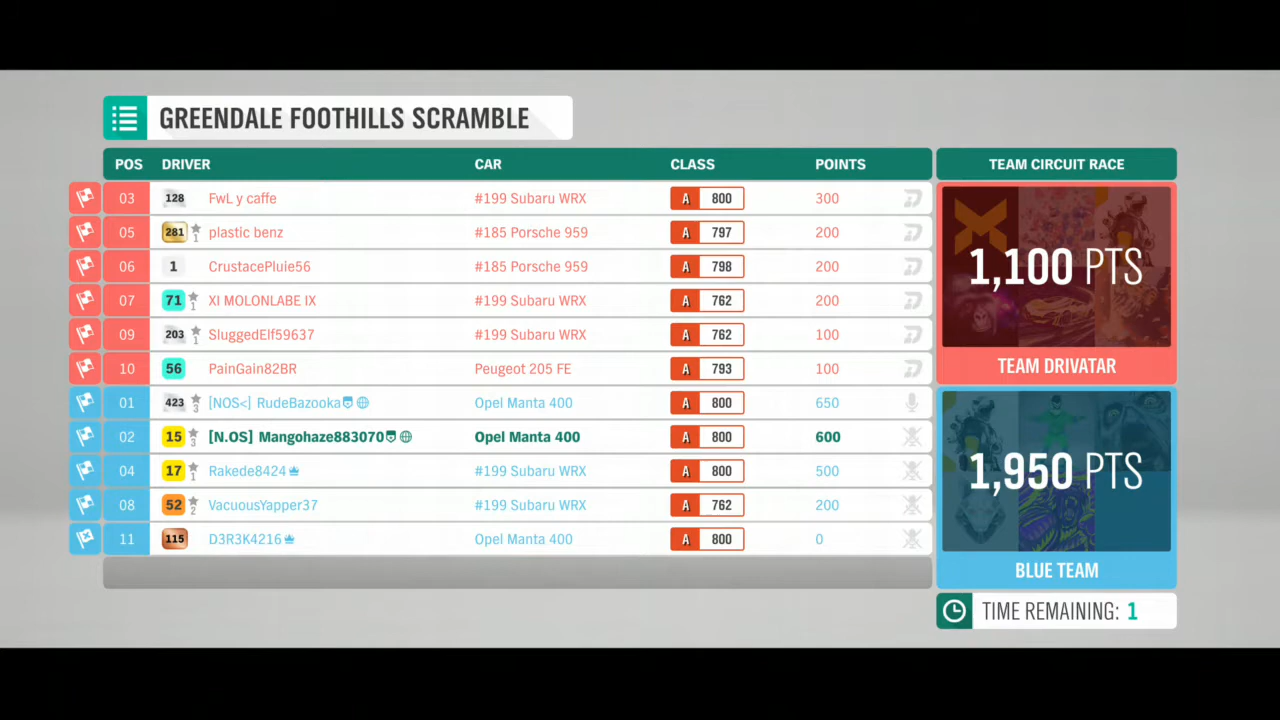 GREENDALE FOOTHILLS SCRAMBLE
POS DRIVER CAR CLASS POINTS TEAM CIRCUIT RACE
03 128 FwL y caffe #199 Subaru WRX A 800 300
05 281 1 plastic benz #185 Porsche 959 A 797 200
06 1 CrustacePluie56 #185 Porsche 959 A 798 200
07 71 1 XI MOLONLABE IX #199 Subaru WRX A 762 200
09 203 1 SluggedElf59637 #199 Subaru WRX A 762 100
10 56 PainGain82BR Peugeot 205 FE A 793 100
1,100 PTS
TEAM DRIVATAR
01 423 3 [NOS<] RudeBazooka Opel Manta 400 A 800 650
02 15 3 [N.OS] Mangohaze883070 Opel Manta 400 A 800 600
04 17 1 Rakede8424 #199 Subaru WRX A 800 500
08 52 2 VacuousYapper37 #199 Subaru WRX A 762 200
11 115 D3R3K4216 Opel Manta 400 A 800 0
1,950 PTS
BLUE TEAM
TIME REMAINING: 1